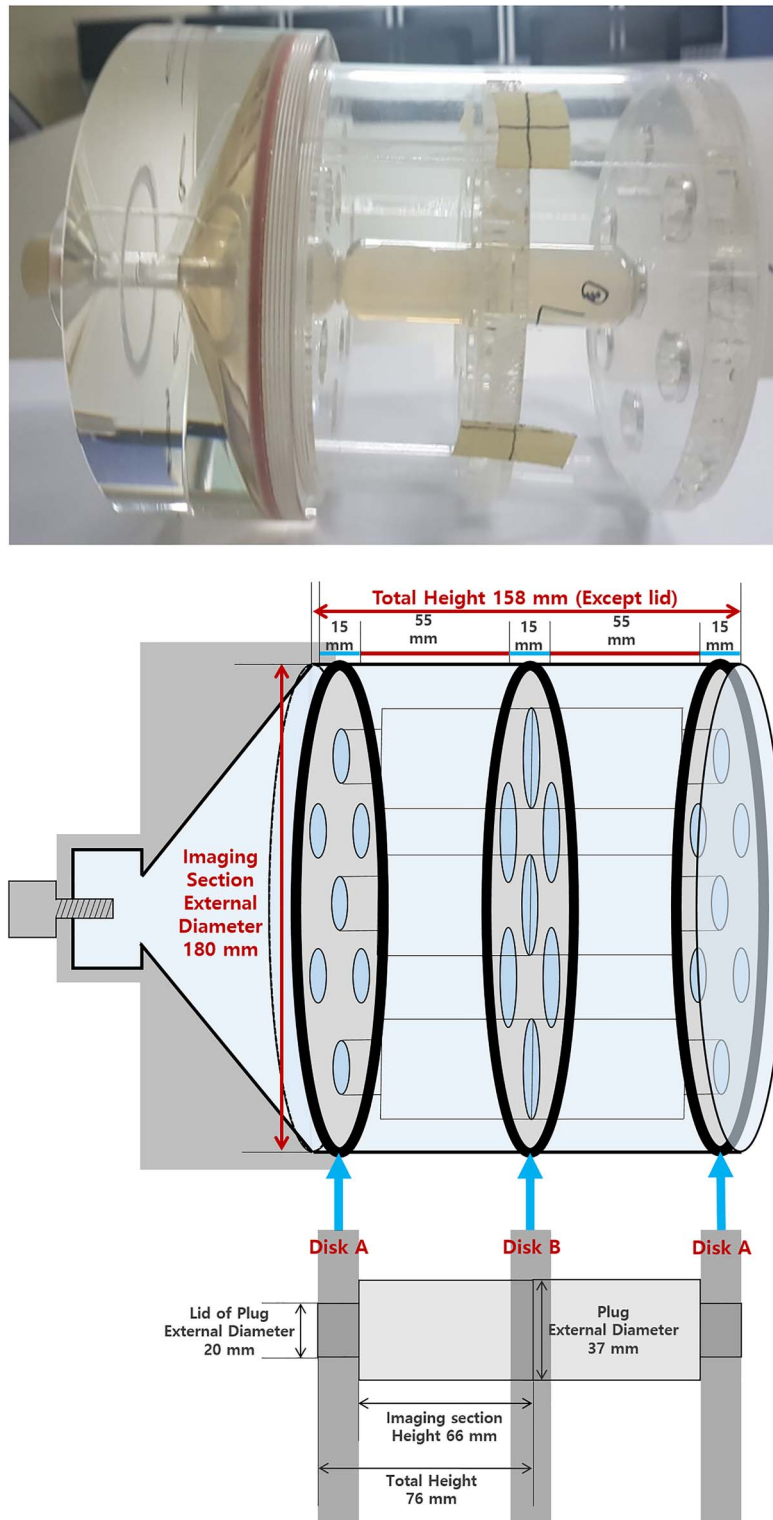 Total Height 158 mm (Except lid)
15
mm
55
mm
15
mm
55
mm
15
mm
Imaging
Section
External
Diameter
180 mm
Disk A
Disk B
Disk A
Lid of Plug
External Diameter
20 mm
Plug
External Diameter
37 mm
Imaging section
Height 66 mm
Total Height
76 mm